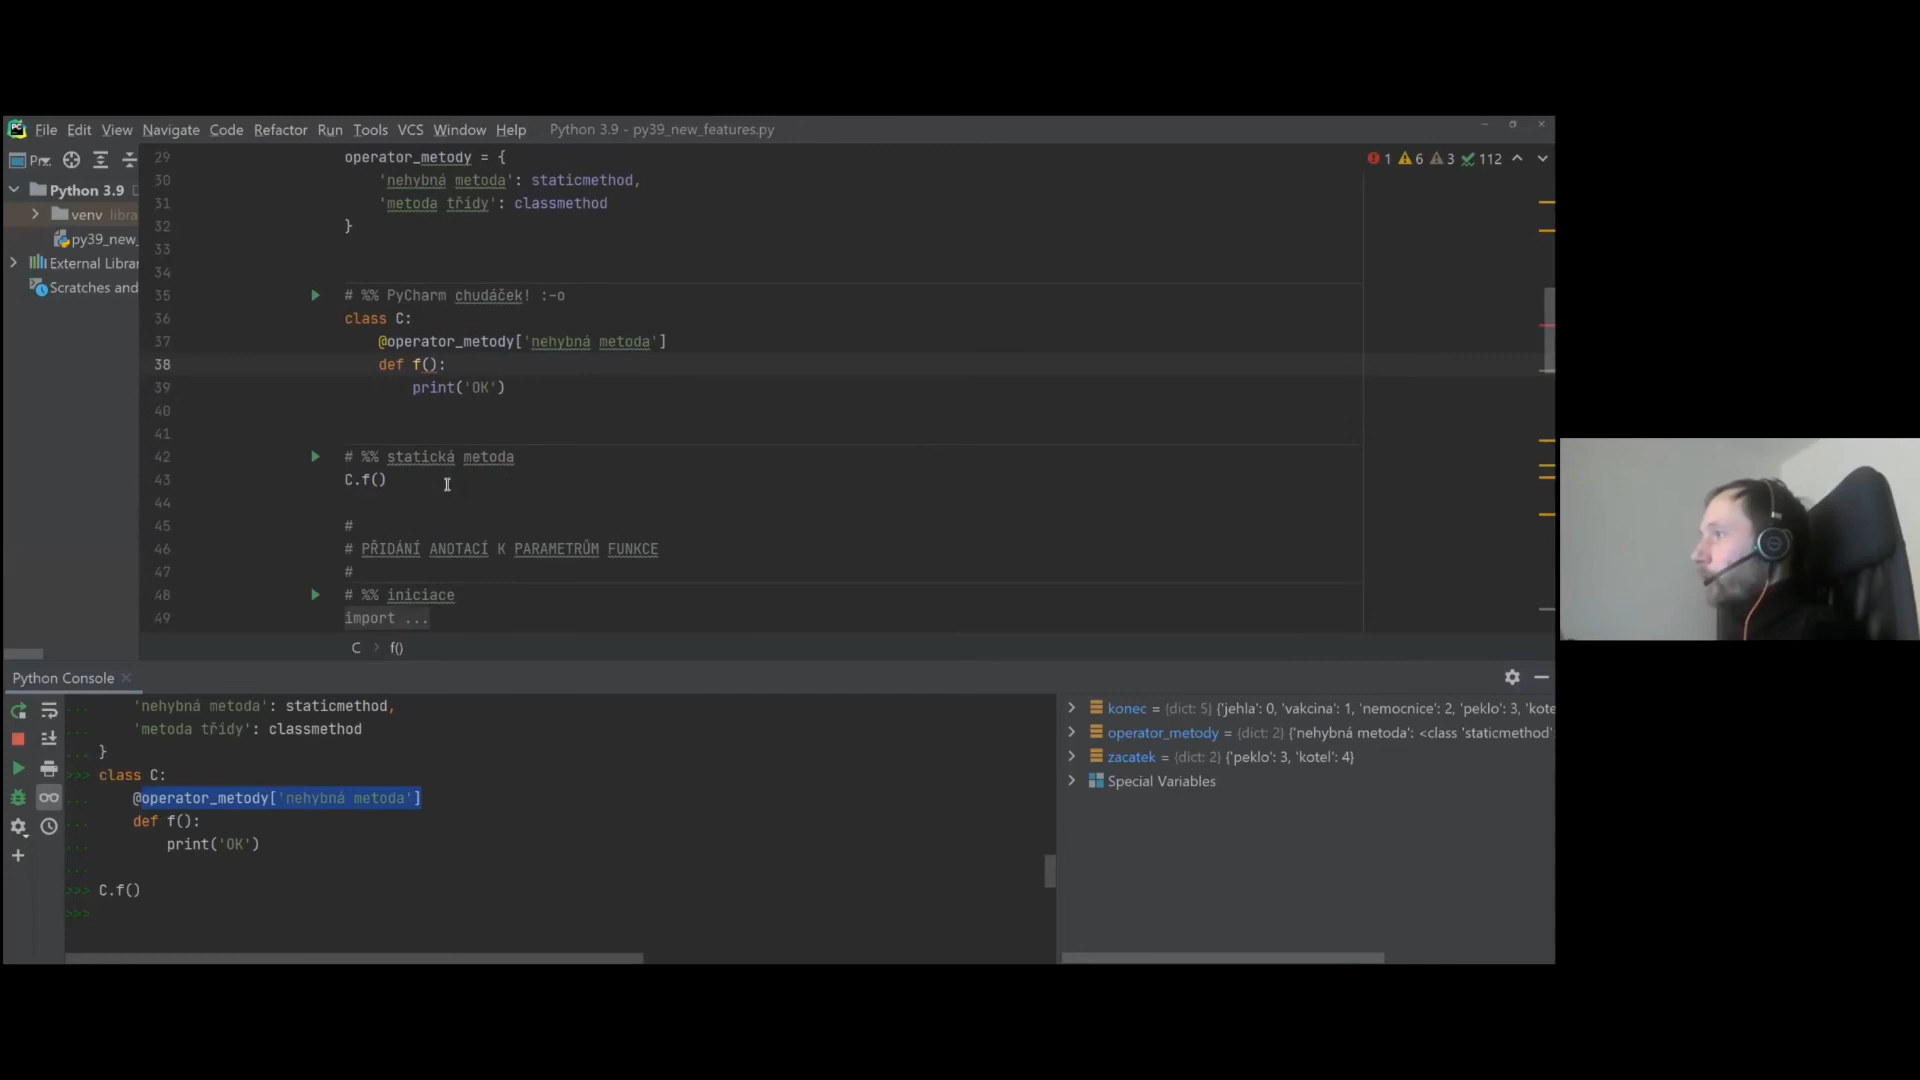 File Edit View Navigate Code Refactor Run Tools VCS Window Help Python 3.9 - py39_new_features.py
Pr
Python 3.9
venv libra
py39_new_
External Librar
Scratches and
1 6 3 112
29 operator_metody = {
30 'nehybná metoda': staticmethod,
31 'metoda třídy': classmethod
32 }
33
34
35 # %% PyCharm chudáček! :-o
36 class C:
37 @operator_metody['nehybná metoda']
38 def f():
39 print('OK')
40
41
42 # %% statická metoda
43 C.f()
44
45 #
46 # PŘIDÁNÍ ANOTACÍ K PARAMETRŮM FUNKCE
47 #
48 # %% iniciace
49 import ...
C > f()
Python Console
... 'nehybná metoda': staticmethod,
... 'metoda třídy': classmethod
... }
>>> class C:
... @operator_metody['nehybná metoda']
... def f():
... print('OK')
...
>>> C.f()
>>>
konec = {dict: 5} {'jehla': 0, 'vakcina': 1, 'nemocnice': 2, 'peklo': 3, 'kote
operator_metody = {dict: 2} {'nehybná metoda': <class 'staticmethod'
zacatek = {dict: 2} {'peklo': 3, 'kotel': 4}
Special Variables